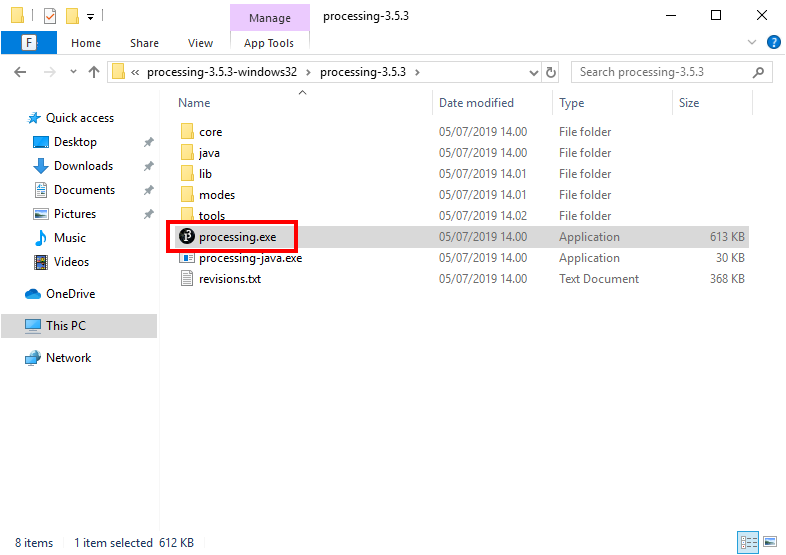 Manage
processing-3.5.3
F
Home Share View App Tools
« processing-3.5.3-windows32 › processing-3.5.3 ›
Search processing-3.5.3
Name Date modified Type Size
Quick access
Desktop
Downloads
Documents
Pictures
Music
Videos
OneDrive
This PC
Network
core 05/07/2019 14.00 File folder
java 05/07/2019 14.00 File folder
lib 05/07/2019 14.01 File folder
modes 05/07/2019 14.01 File folder
tools 05/07/2019 14.02 File folder
processing.exe 05/07/2019 14.00 Application 613 KB
processing-java.exe 05/07/2019 14.00 Application 30 KB
revisions.txt 05/07/2019 14.00 Text Document 368 KB
8 items 1 item selected 612 KB